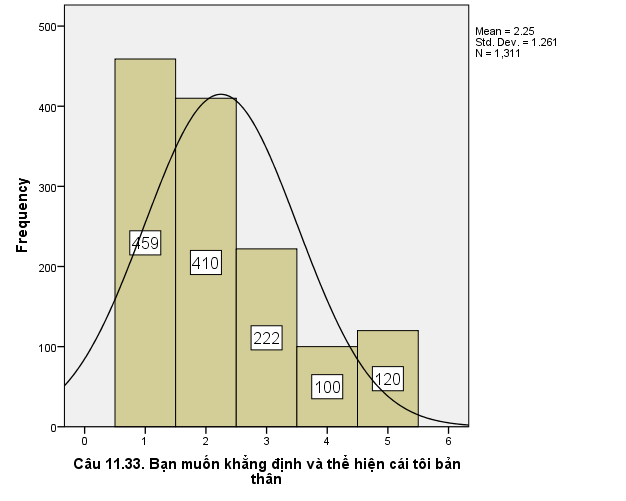 500
400
300
200
100
0
Frequency
459
410
222
100
120
0 1 2 3 4 5 6
Câu 11.33. Bạn muốn khẳng định và thể hiện cái tôi bản
thân
Mean = 2.25
Std. Dev. = 1.261
N = 1,311